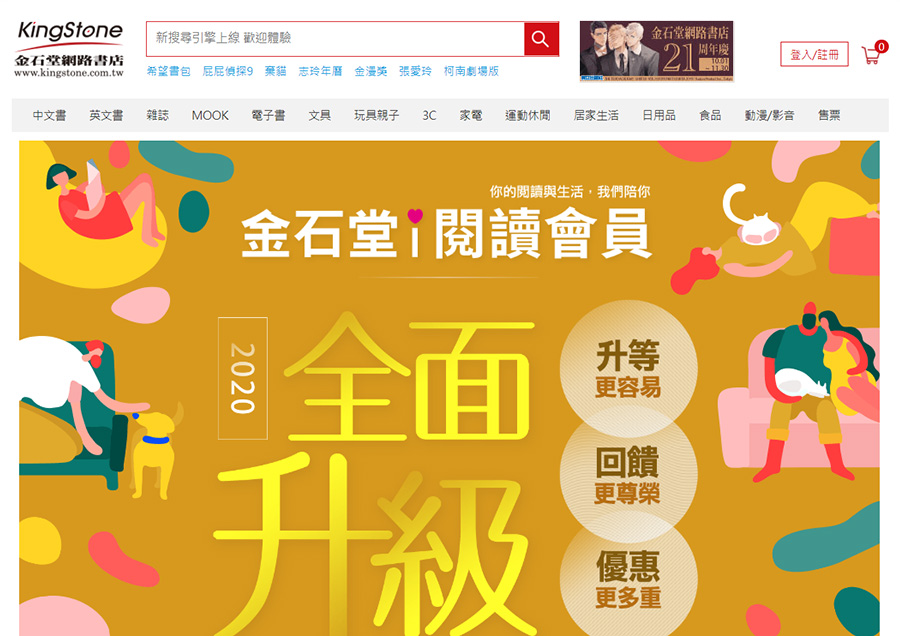 KingStone
金石堂網路書店
www.kingstone.com.tw
新搜尋引擎上線 歡迎體驗
希望書包 屁屁偵探9 葉貓 志玲年曆 金漫獎 張愛玲 柯南劇場版
金石堂網路書店
21周年慶
10.01
11.30
登入/註冊
0
中文書 英文書 雜誌 MOOK 電子書 文具 玩具親子 3C 家電 運動休閒 居家生活 日用品 食品 動漫/影音 售票
你的閱讀與生活，我們陪你
金石堂i閱讀會員
2020
全面
升級
升等
更容易
回饋
更尊榮
優惠
更多重